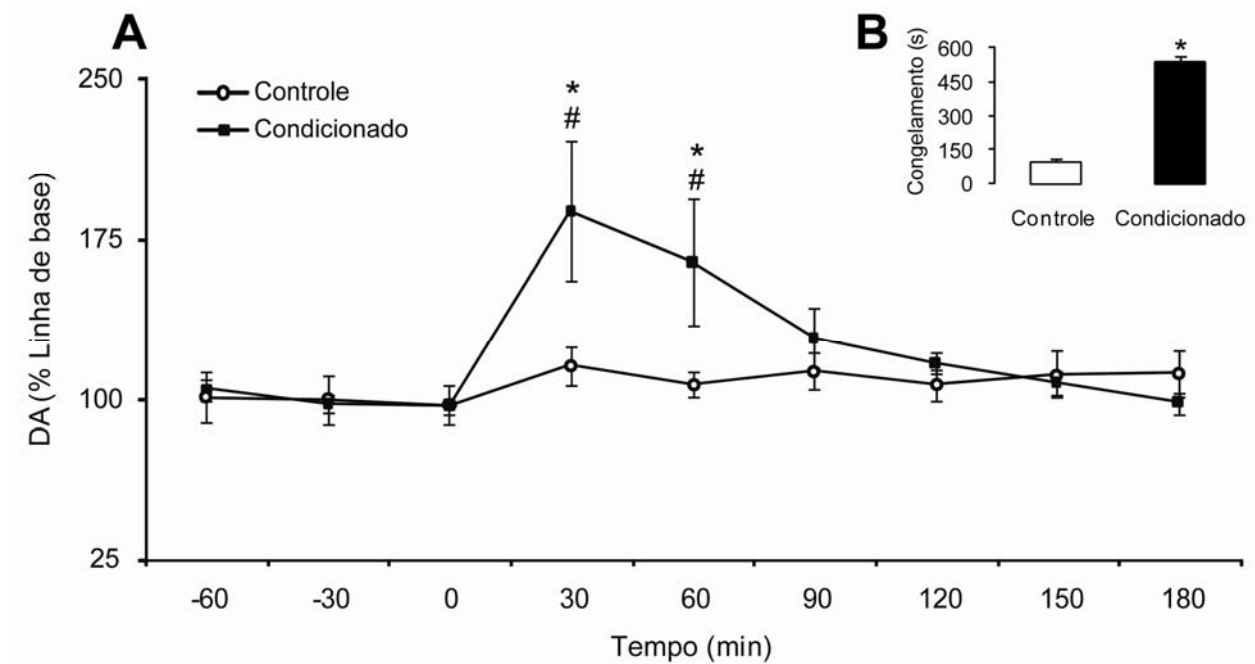 A
B
250
175
100
25
DA (% Linha de base)
Controle
Condicionado
*
#
*
#
-60 -30 0 30 60 90 120 150 180
Tempo (min)
Congelamento (s)
600
450
300
150
0
*
Controle Condicionado